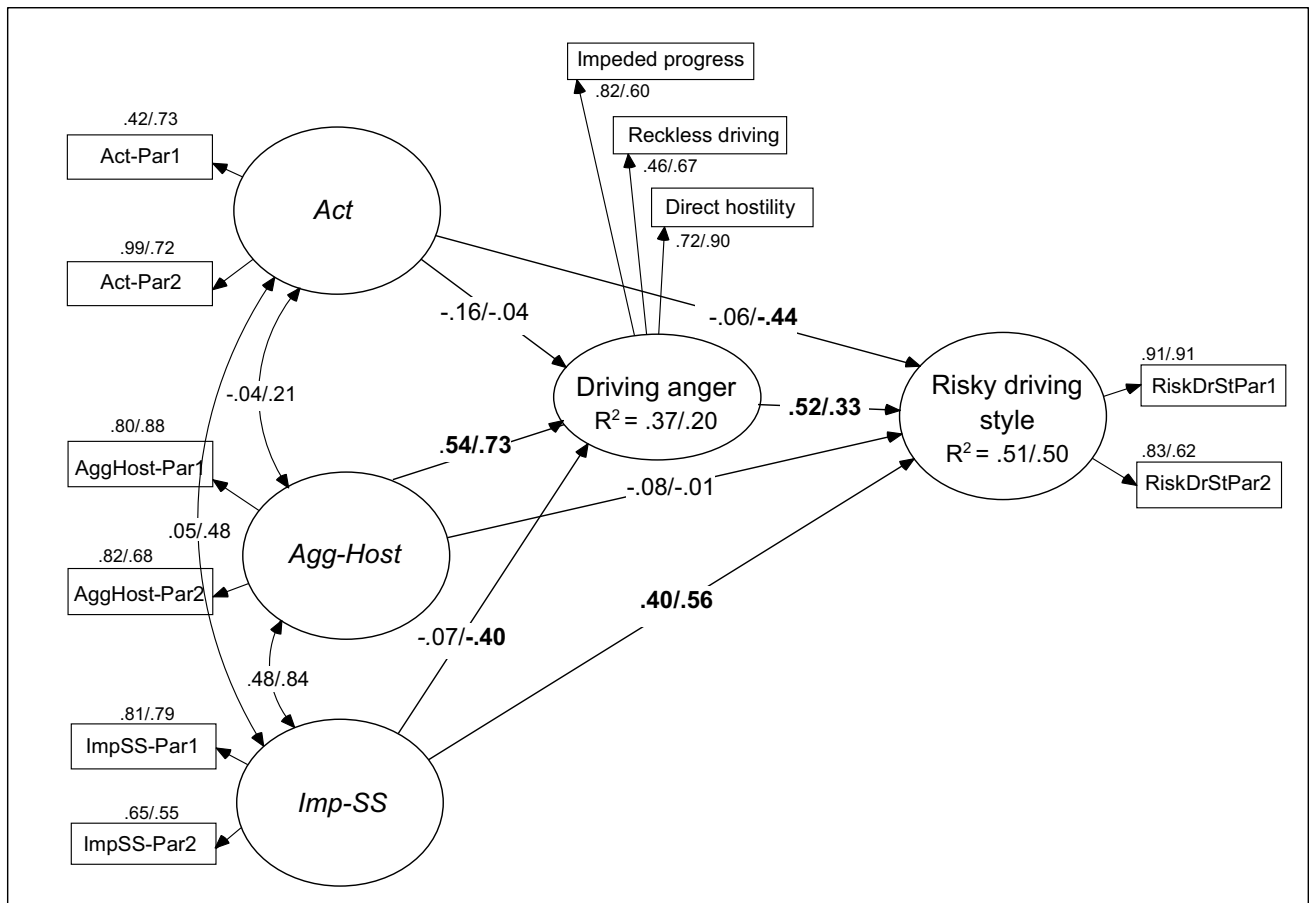 Impeded progress
.82/.60
Reckless driving
.46/.67
Direct hostility
.72/.90
.42/.73
Act-Par1
.99/.72
Act-Par2
Act
-.16/-.04
-.06/-.44
-.04/.21
Driving anger
R² = .37/.20
.52/.33
Risky driving
style
R² = .51/.50
.91/.91
RiskDrStPar1
.83/.62
RiskDrStPar2
.80/.88
AggHost-Par1
.54/.73
-.08/-.01
.05/.48
Agg-Host
.82/.68
AggHost-Par2
.40/.56
-.07/-.40
.48/.84
.81/.79
ImpSS-Par1
Imp-SS
.65/.55
ImpSS-Par2